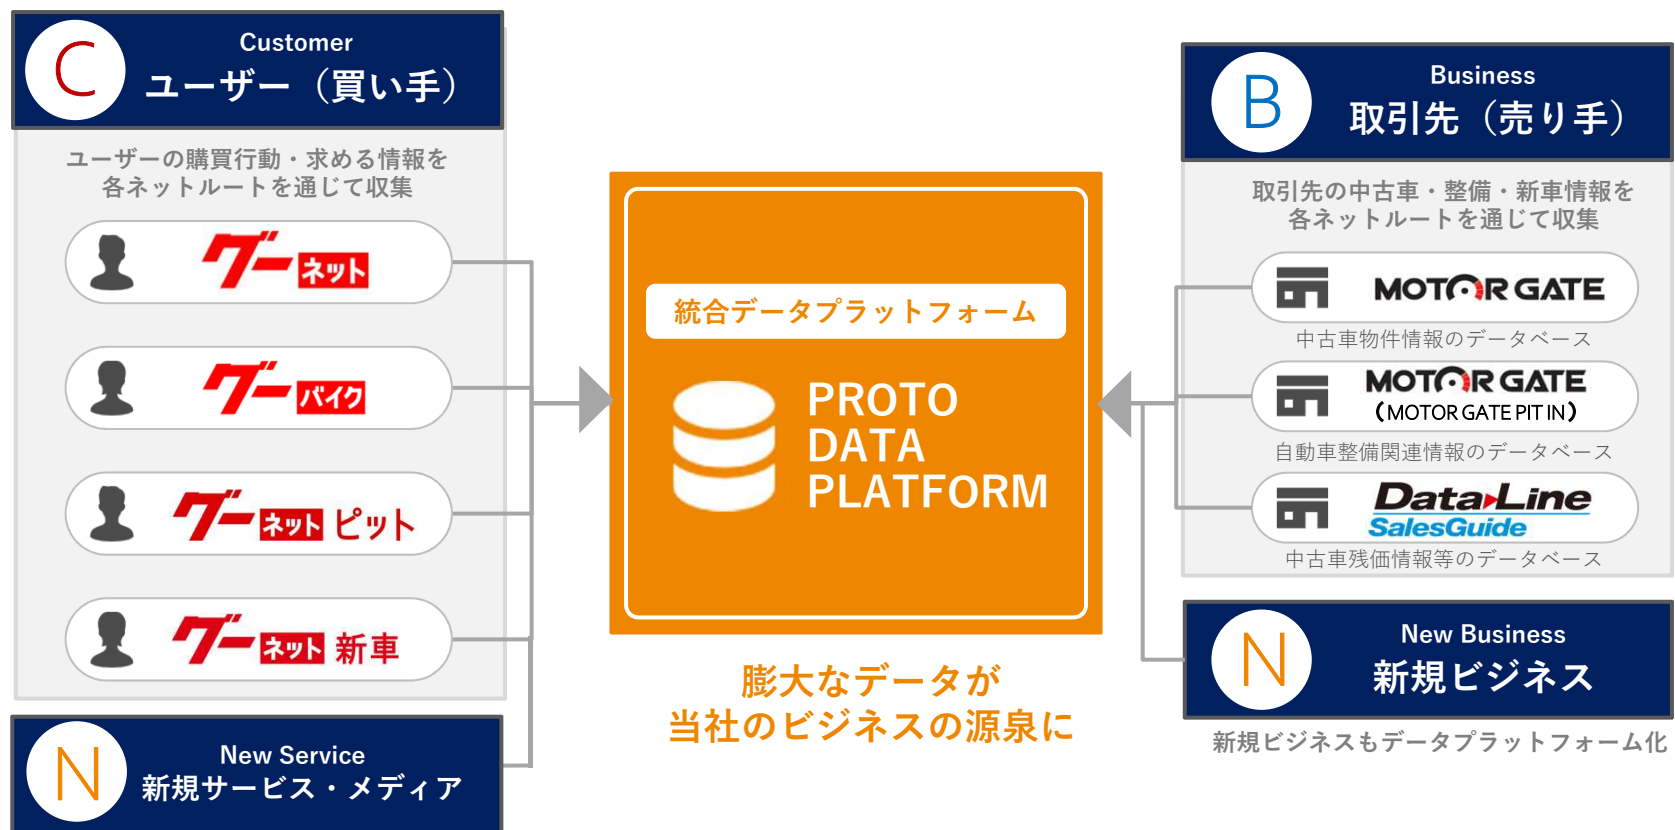 C
Customer
ユーザー（買い手）
ユーザーの購買行動・求める情報を
各ネットルートを通じて収集
グーネット
グーバイク
グーネットピット
グーネット新車
N
New Service
新規サービス・メディア
統合データプラットフォーム
PROTO
DATA
PLATFORM
膨大なデータが
当社のビジネスの源泉に
B
Business
取引先（売り手）
取引先の中古車・整備・新車情報を
各ネットルートを通じて収集
MOTOR GATE
中古車物件情報のデータベース
MOTOR GATE
（MOTOR GATE PIT IN）
自動車整備関連情報のデータベース
DataLine
SalesGuide
中古車残価情報等のデータベース
N
New Business
新規ビジネス
新規ビジネスもデータプラットフォーム化